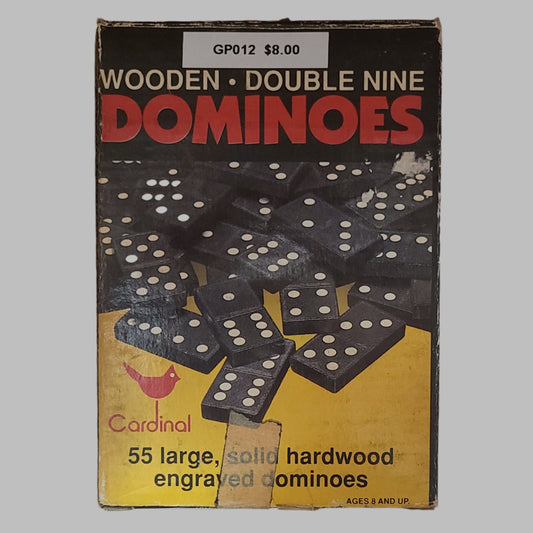 GP012 $8.00
WOODEN • DOUBLE NINE
DOMINOES
Cardinal
55 large, solid hardwood
engraved dominoes
AGES 8 AND UP.